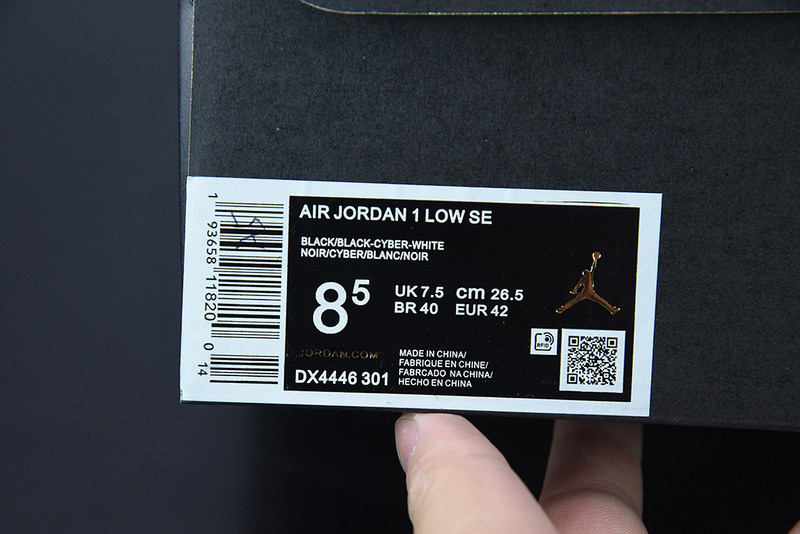 AIR JORDAN 1 LOW SE
BLACK/BLACK-CYBER-WHITE
NOIR/CYBER/BLANC/NOIR
8⁵
UK 7.5 cm 26.5
BR 40 EUR 42
RFID
JORDAN.COM
DX4446 301
MADE IN CHINA/
FABRIQUE EN CHINE/
FABRCADO NA CHINA/
HECHO EN CHINA
1 93658 11820 0
14